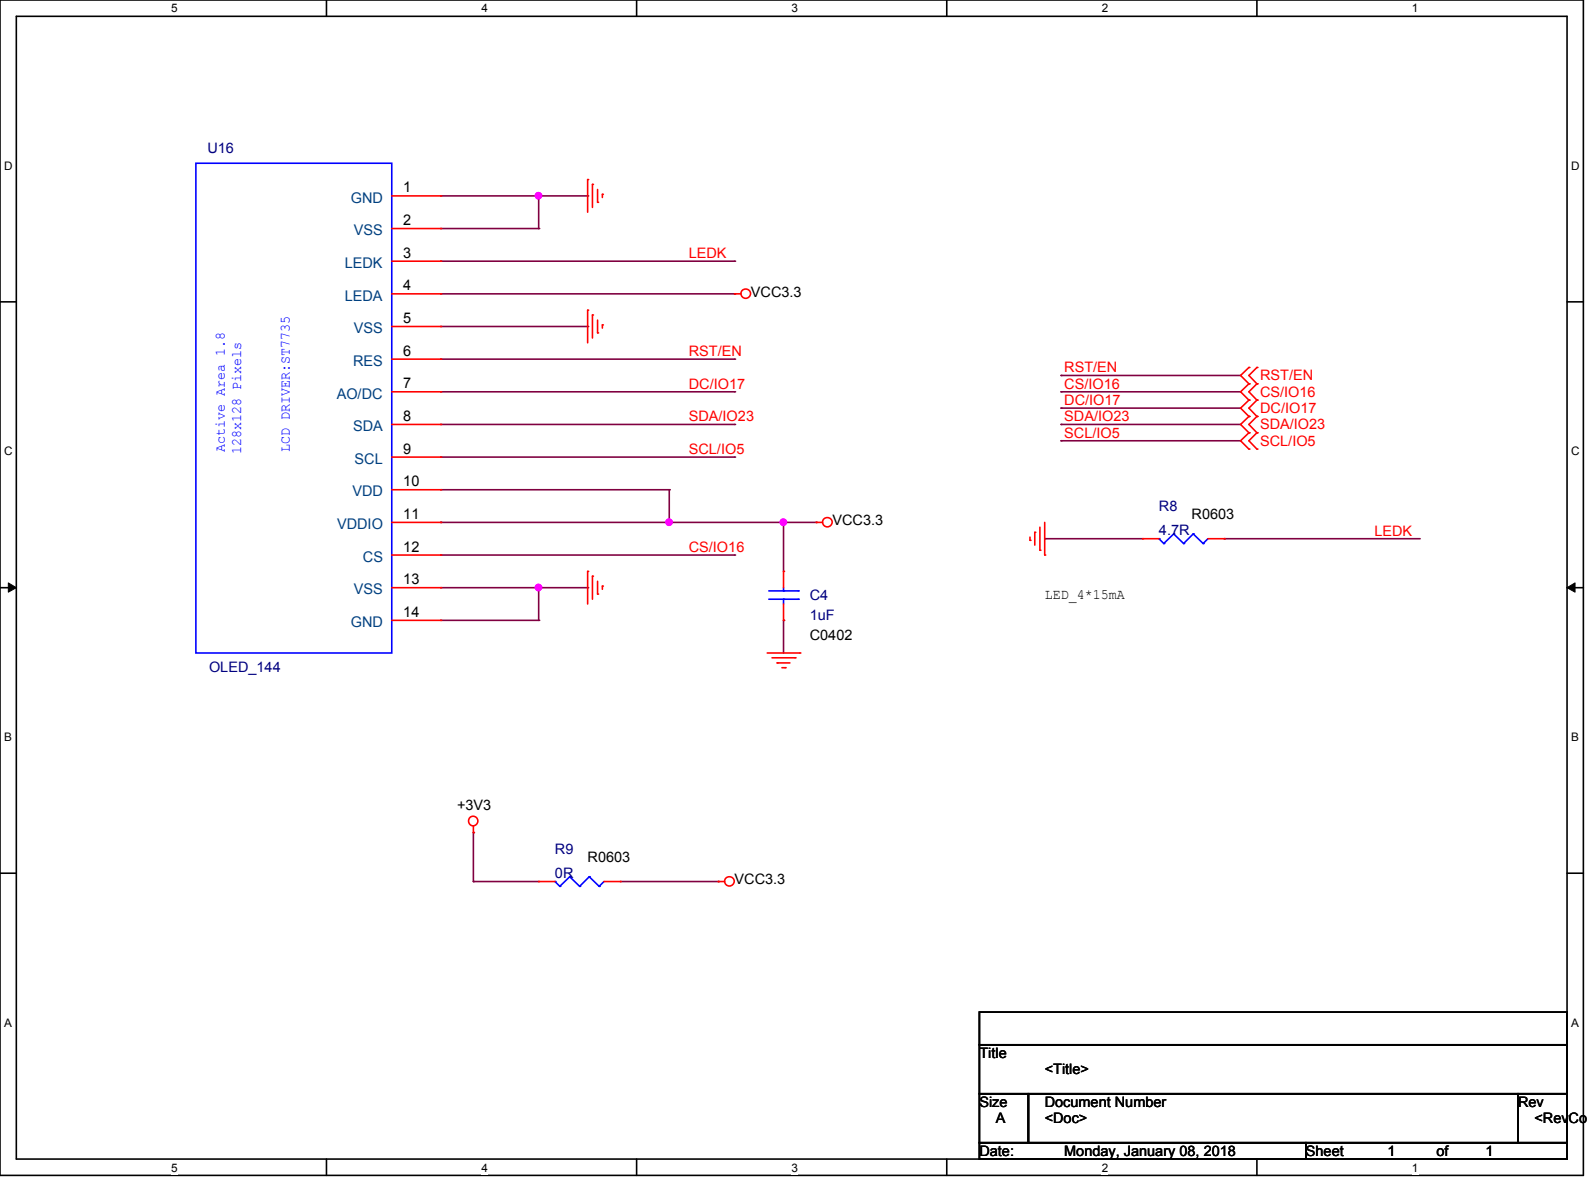 5 4 3 2 1
D D
C C
B B
A A
U16
GND 1
VSS 2
LEDK 3 LEDK
LEDA 4 VCC3.3
VSS 5
RES 6 RST/EN
AO/DC 7 DC/IO17
SDA 8 SDA/IO23
SCL 9 SCL/IO5
VDD 10
VDDIO 11 VCC3.3
CS 12 CS/IO16
VSS 13
GND 14
Active Area 1.8
128x128 Pixels
LCD DRIVER:ST7735
OLED_144
C4
1uF
C0402
RST/EN RST/EN
CS/IO16 CS/IO16
DC/IO17 DC/IO17
SDA/IO23 SDA/IO23
SCL/IO5 SCL/IO5
R8 R0603
4.7R LEDK
LED_4*15mA
+3V3
R9 R0603
0R VCC3.3
Title
<Title>
Size Document Number Rev
A <Doc> <RevCo
Date: Monday, January 08, 2018 Sheet 1 of 1
5 4 3 2 1